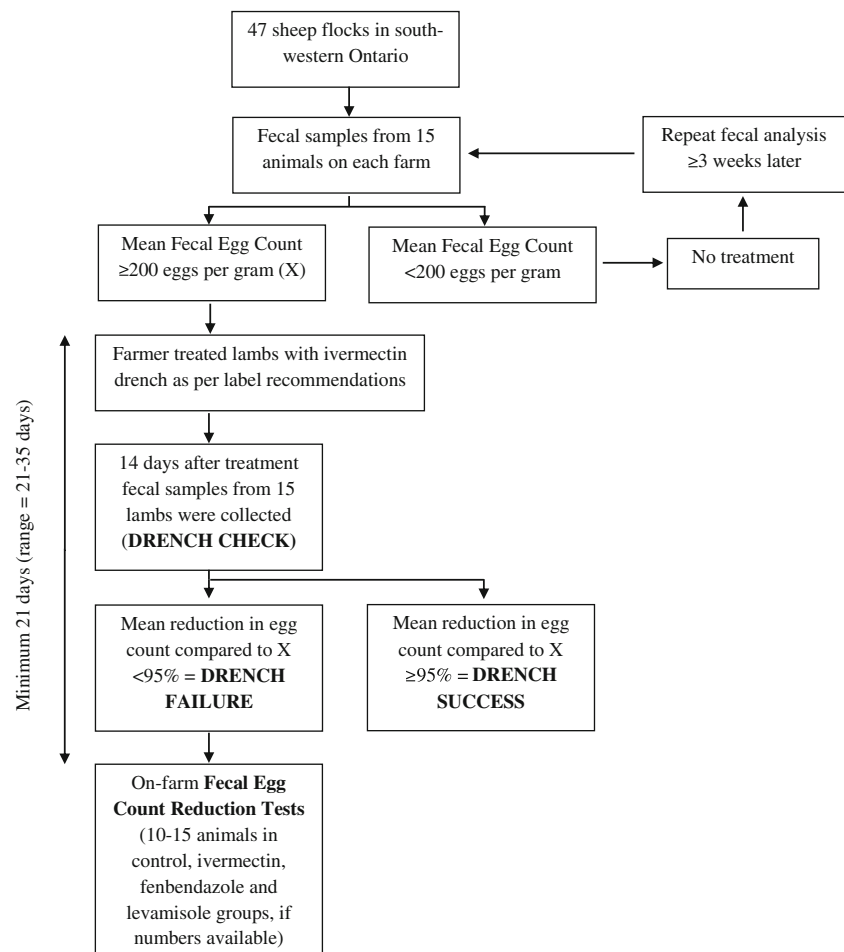 47 sheep flocks in south-
western Ontario
Fecal samples from 15
animals on each farm
Repeat fecal analysis
≥3 weeks later
Mean Fecal Egg Count
≥200 eggs per gram (X)
Mean Fecal Egg Count
<200 eggs per gram
No treatment
Farmer treated lambs with ivermectin
drench as per label recommendations
Minimum 21 days (range = 21-35 days)
14 days after treatment
fecal samples from 15
lambs were collected
(DRENCH CHECK)
Mean reduction in egg
count compared to X
<95% = DRENCH
FAILURE
Mean reduction in egg
count compared to X
≥95% = DRENCH
SUCCESS
On-farm Fecal Egg
Count Reduction Tests
(10-15 animals in
control, ivermectin,
fenbendazole and
levamisole groups, if
numbers available)